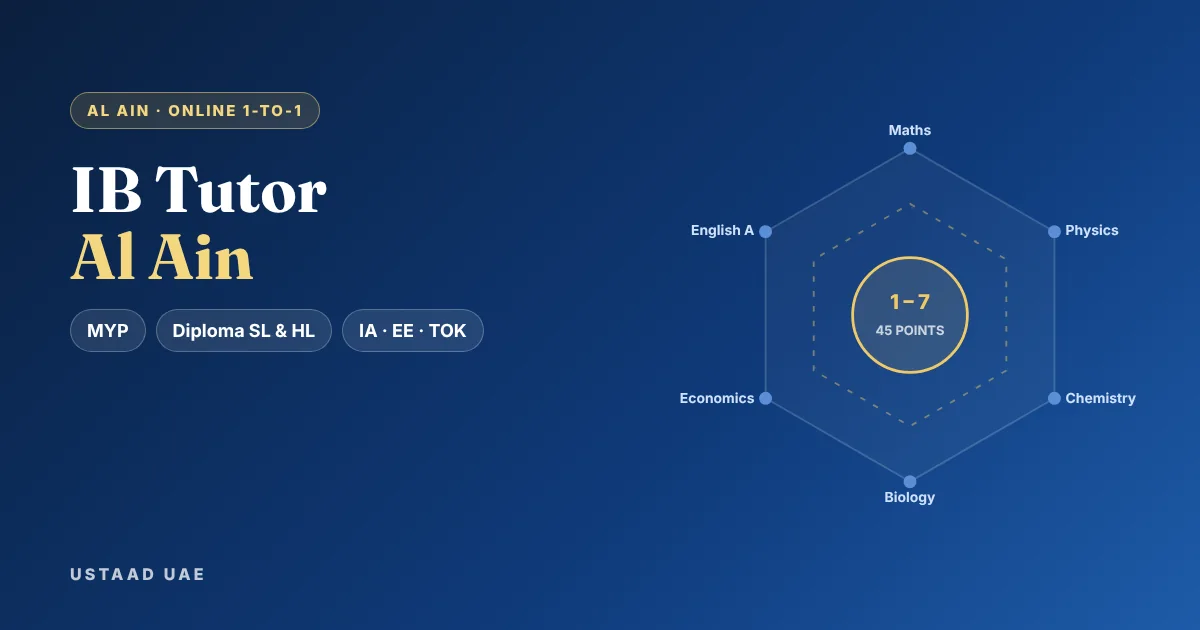 AL AIN · ONLINE 1-TO-1
IB Tutor
Al Ain
MYP
Diploma SL & HL
IA · EE · TOK
Maths
English A
Physics
1–7
45 POINTS
Economics
Chemistry
Biology
USTAAD UAE